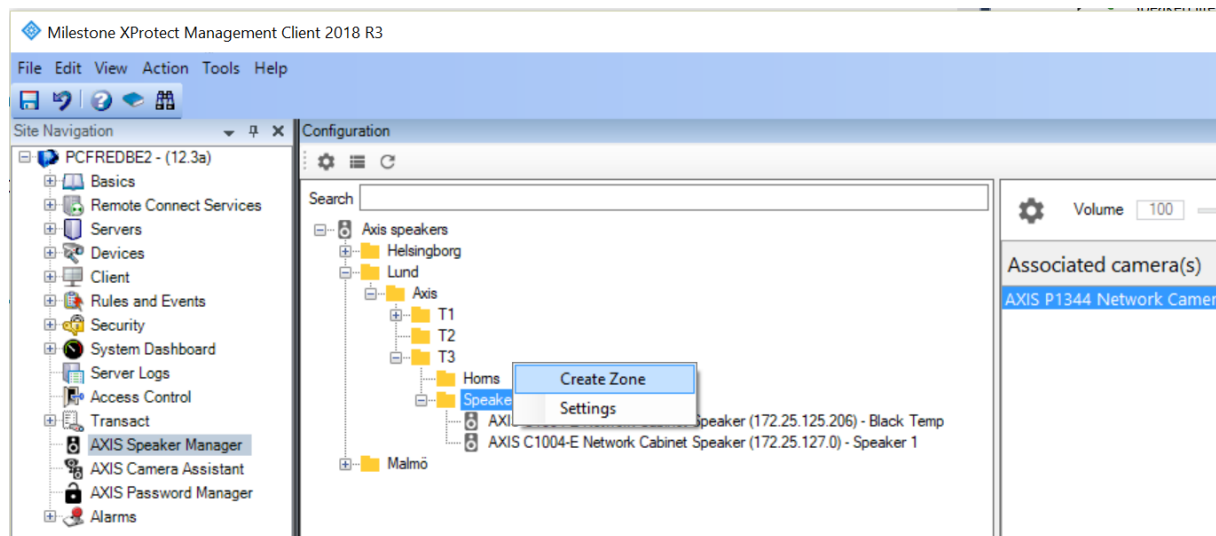 Milestone XProtect Management Client 2018 R3
File Edit View Action Tools Help
Site Navigation
Configuration
PCFREDBE2 - (12.3a)
Basics
Remote Connect Services
Servers
Devices
Client
Rules and Events
Security
System Dashboard
Server Logs
Access Control
Transact
AXIS Speaker Manager
AXIS Camera Assistant
AXIS Password Manager
Alarms
Search
Axis speakers
Helsingborg
Lund
Axis
T1
T2
T3
Horns
Create Zone
Settings
Speaker (172.25.125.206) - Black Temp
AXIS C1004-E Network Cabinet Speaker (172.25.127.0) - Speaker 1
Malmö
Volume 100
Associated camera(s)
AXIS P1344 Network